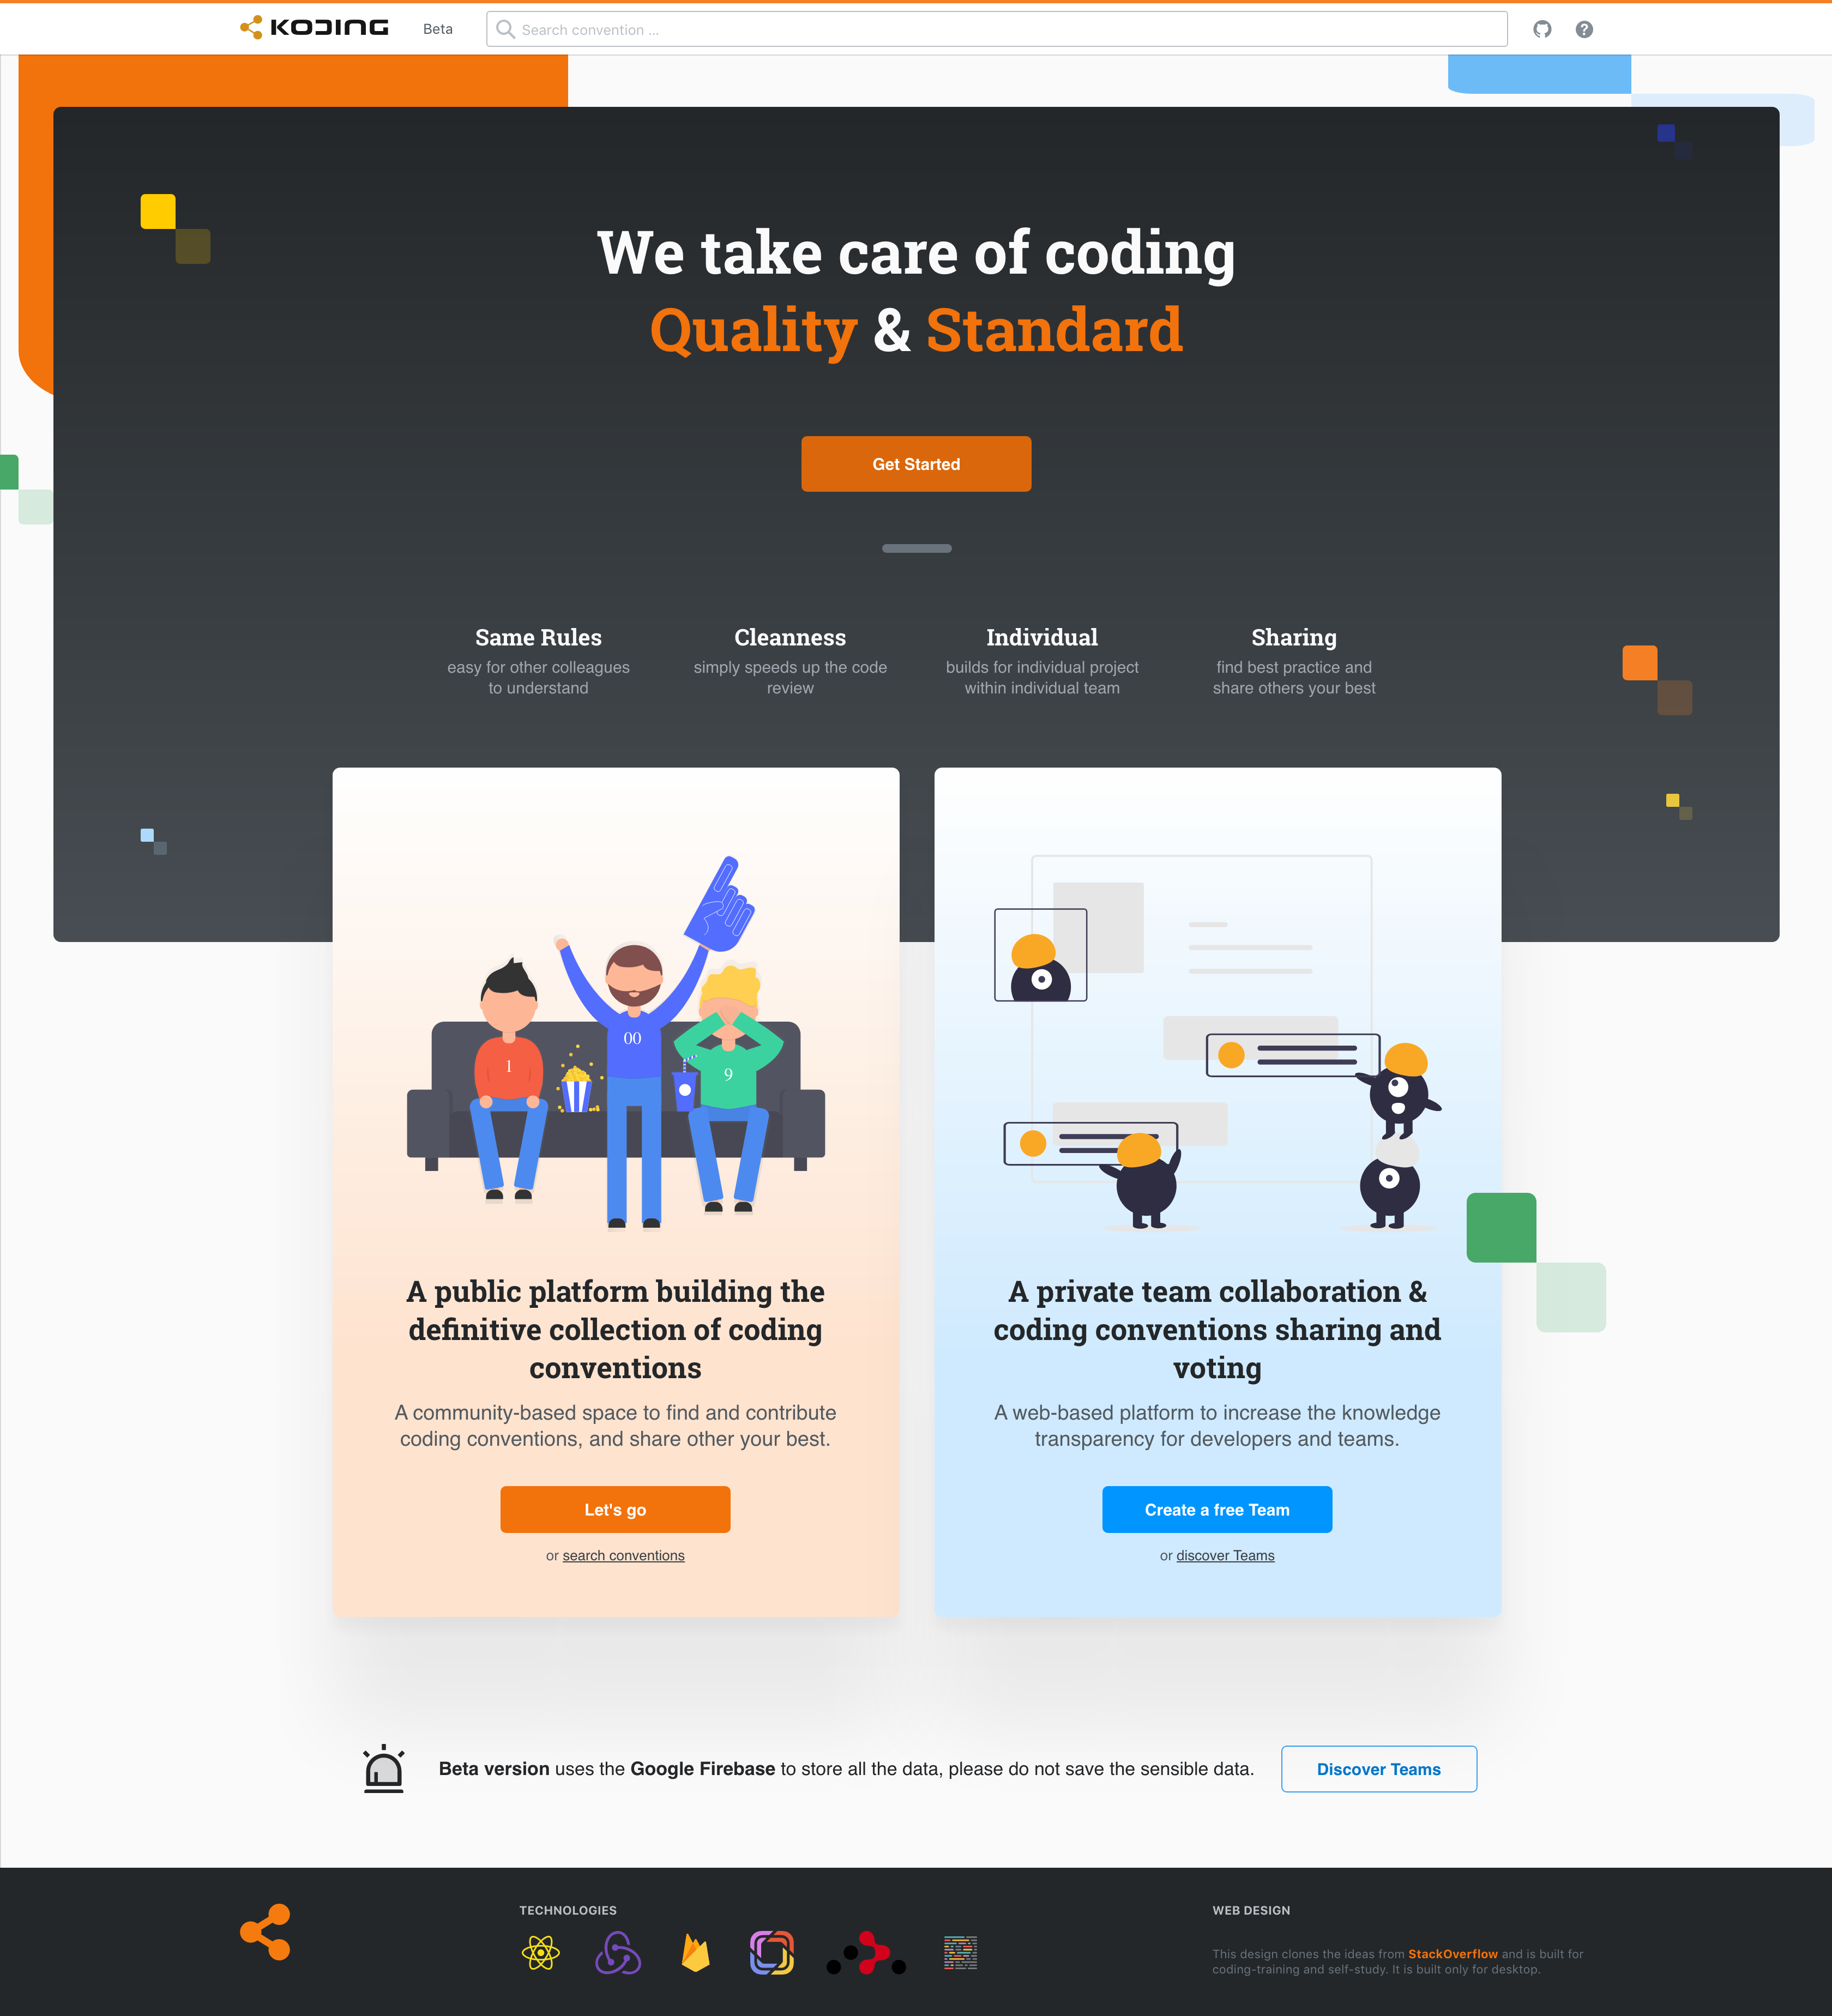 KODING
Beta
Search convention ...
We take care of coding
Quality & Standard
Get Started
Same Rules
easy for other colleagues
to understand
Cleanness
simply speeds up the code
review
Individual
builds for individual project
within individual team
Sharing
find best practice and
share others your best
1
00
9
A public platform building the
definitive collection of coding
conventions
A community-based space to find and contribute
coding conventions, and share other your best.
Let's go
or search conventions
A private team collaboration &
coding conventions sharing and
voting
A web-based platform to increase the knowledge
transparency for developers and teams.
Create a free Team
or discover Teams
Beta version uses the Google Firebase to store all the data, please do not save the sensible data.
Discover Teams
TECHNOLOGIES
WEB DESIGN
This design clones the ideas from StackOverflow and is built for
coding-training and self-study. It is built only for desktop.